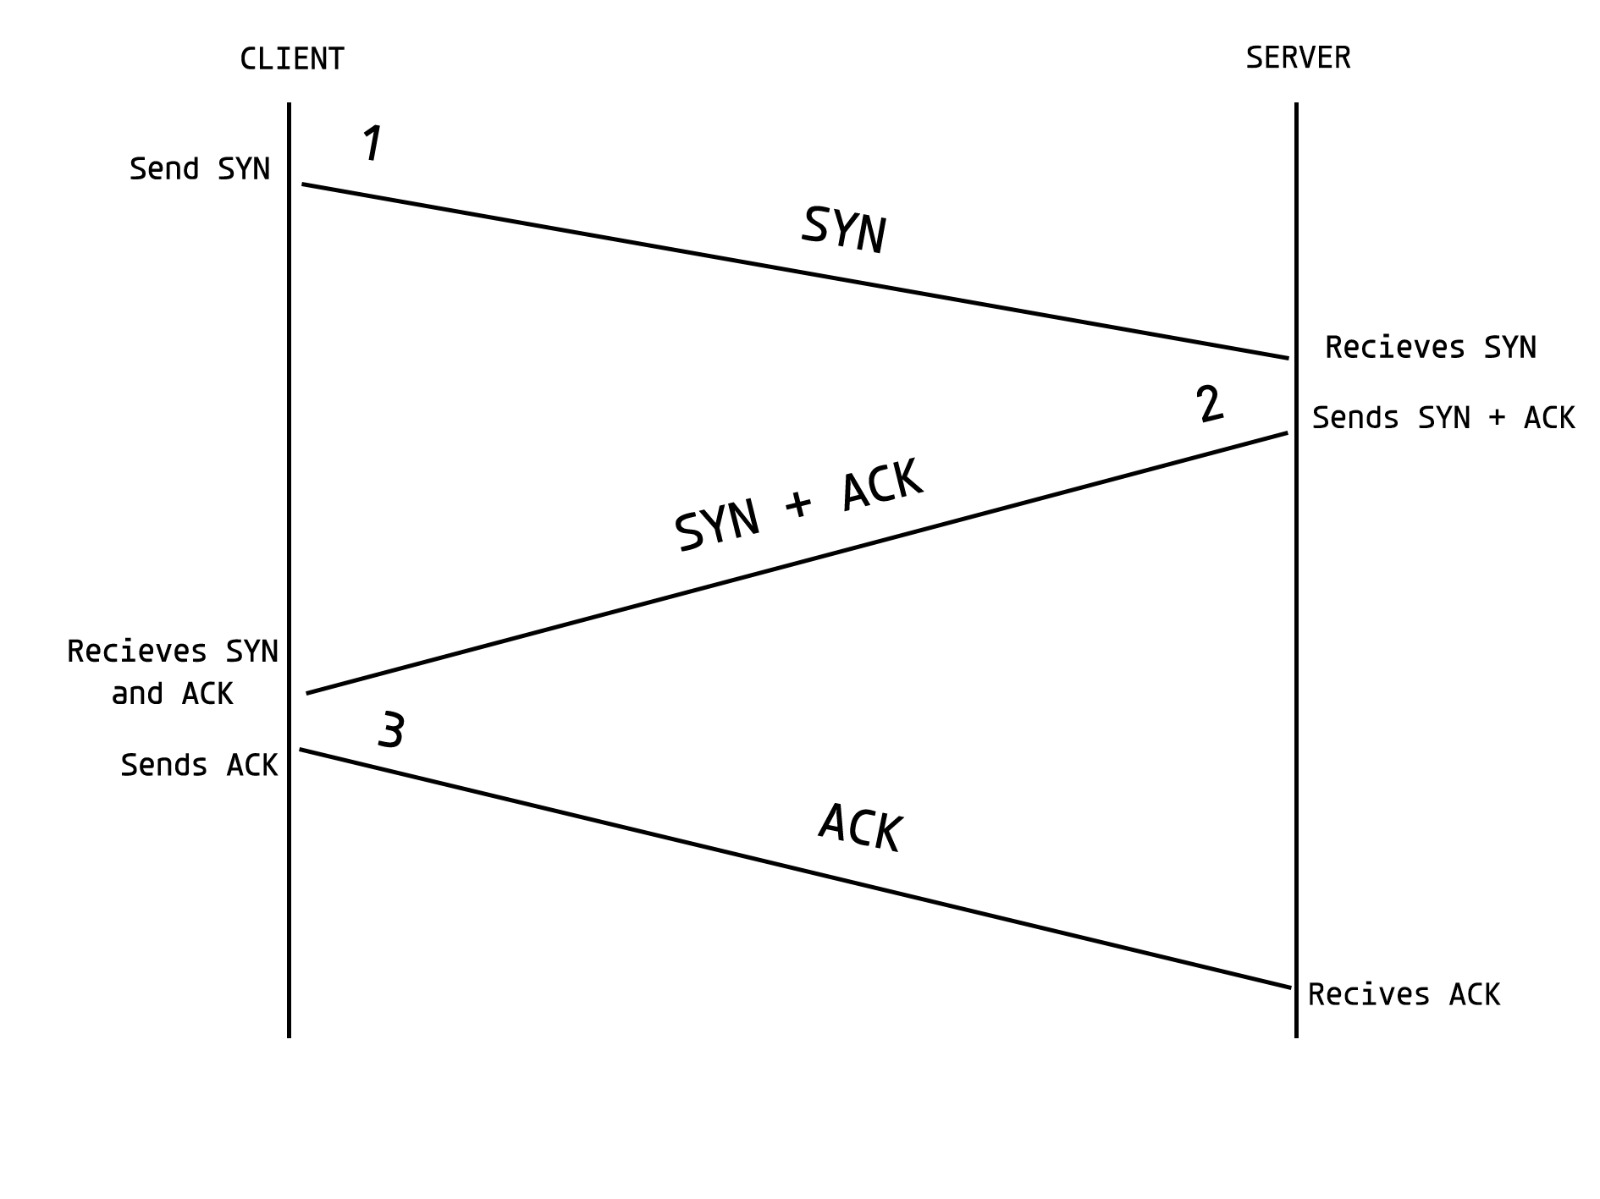 CLIENT
SERVER
1
Send SYN
SYN
Recieves SYN
2
Sends SYN + ACK
SYN + ACK
Recieves SYN
and ACK
3
Sends ACK
ACK
Recives ACK